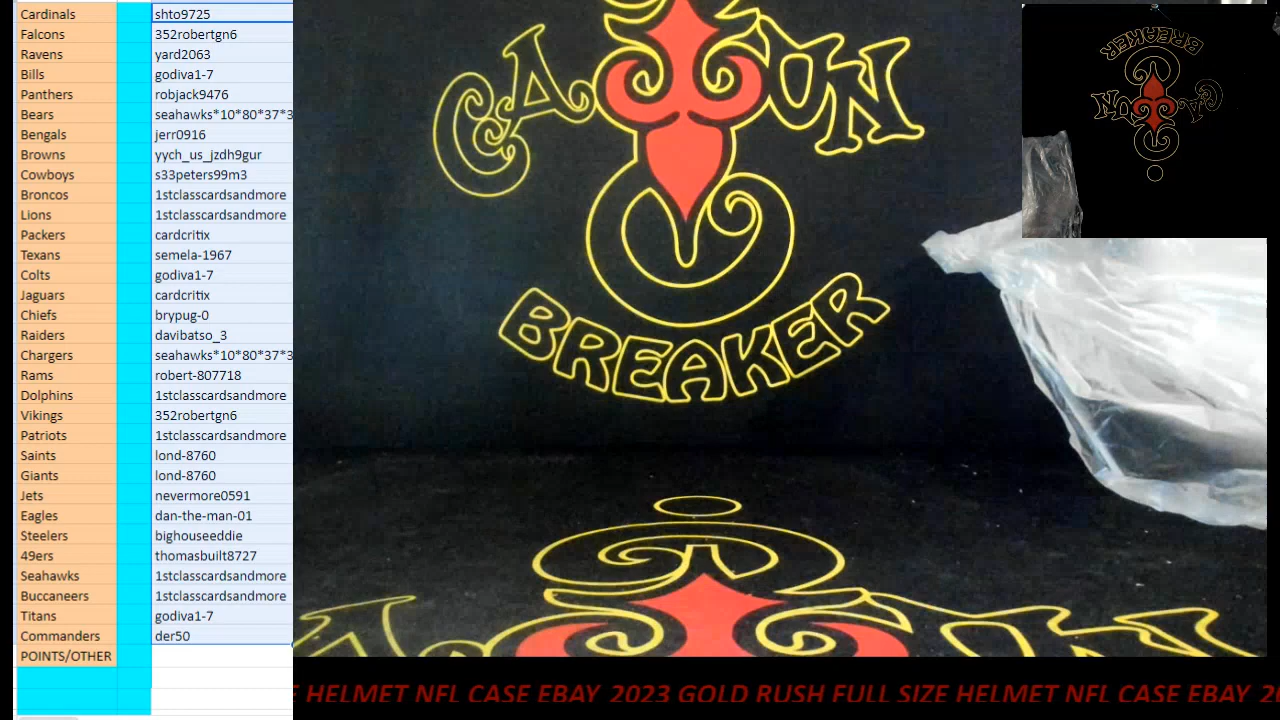 Cardinals shto9725
Falcons 352robertgn6
Ravens yard2063
Bills godiva1-7
Panthers robjack9476
Bears seahawks*10*80*37*3
Bengals jerr0916
Browns yych_us_jzdh9gur
Cowboys s33peters99m3
Broncos 1stclasscardsandmore
Lions 1stclasscardsandmore
Packers cardcritix
Texans semela-1967
Colts godiva1-7
Jaguars cardcritix
Chiefs brypug-0
Raiders davibatso_3
Chargers seahawks*10*80*37*3
Rams robert-807718
Dolphins 1stclasscardsandmore
Vikings 352robertgn6
Patriots 1stclasscardsandmore
Saints lond-8760
Giants lond-8760
Jets nevermore0591
Eagles dan-the-man-01
Steelers bighouseeddie
49ers thomasbuilt8727
Seahawks 1stclasscardsandmore
Buccaneers 1stclasscardsandmore
Titans godiva1-7
Commanders der50
POINTS/OTHER
CAJUN
BREAKER
BREAKER
HELMET NFL CASE EBAY 2023 GOLD RUSH FULL SIZE HELMET NFL CASE EBAY